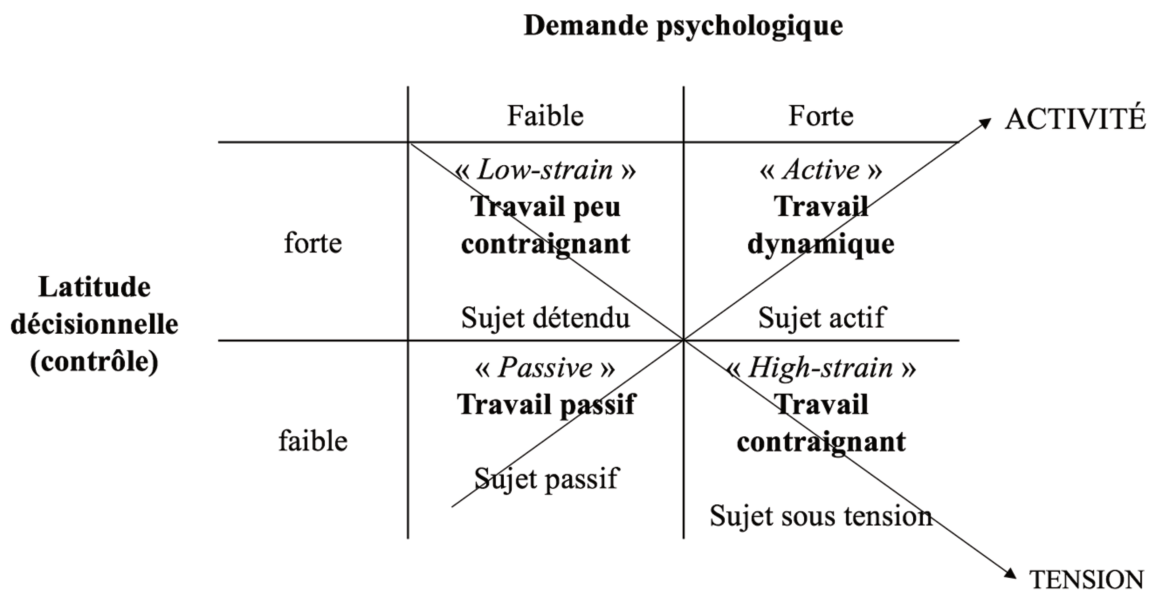 Demande psychologique
Faible
Forte
ACTIVITÉ
« Low-strain »
« Active »
Travail peu
contraignant
Travail
dynamique
forte
Latitude
décisionnelle
(contrôle)
Sujet détendu
Sujet actif
« Passive »
« High-strain »
Travail passif
Travail
contraignant
faible
Sujet passif
Sujet sous tension
TENSION